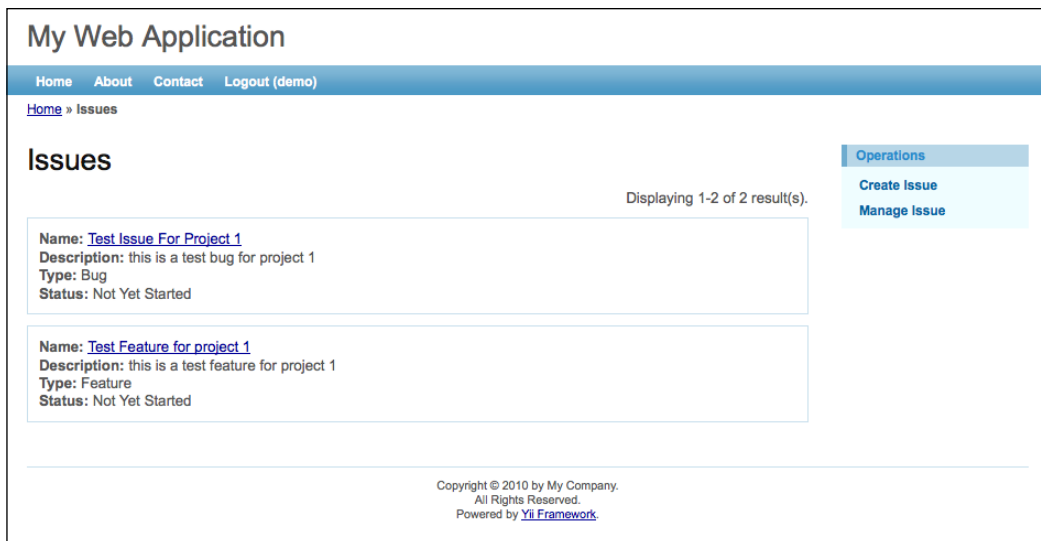 My Web Application
Home About Contact Logout (demo)
Home » Issues
Issues
Displaying 1-2 of 2 result(s).
Name: Test Issue For Project 1
Description: this is a test bug for project 1
Type: Bug
Status: Not Yet Started
Name: Test Feature for project 1
Description: this is a test feature for project 1
Type: Feature
Status: Not Yet Started
Operations
Create Issue
Manage Issue
Copyright © 2010 by My Company.
All Rights Reserved.
Powered by Yii Framework.